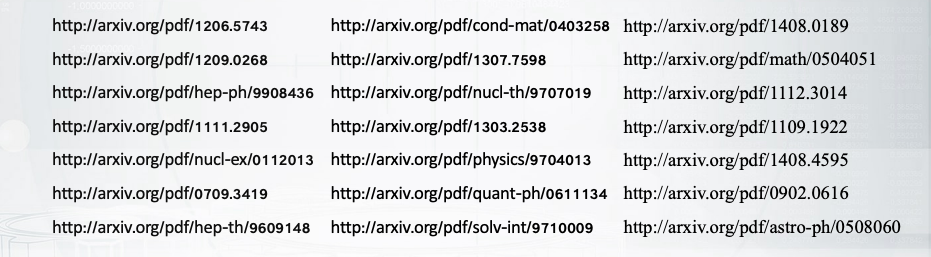 http://arxiv.org/pdf/1206.5743 http://arxiv.org/pdf/cond-mat/0403258 http://arxiv.org/pdf/1408.0189
http://arxiv.org/pdf/1209.0268 http://arxiv.org/pdf/1307.7598 http://arxiv.org/pdf/math/0504051
http://arxiv.org/pdf/hep-ph/9908436 http://arxiv.org/pdf/nucl-th/9707019 http://arxiv.org/pdf/1112.3014
http://arxiv.org/pdf/1111.2905 http://arxiv.org/pdf/1303.2538 http://arxiv.org/pdf/1109.1922
http://arxiv.org/pdf/nucl-ex/0112013 http://arxiv.org/pdf/physics/9704013 http://arxiv.org/pdf/1408.4595
http://arxiv.org/pdf/0709.3419 http://arxiv.org/pdf/quant-ph/0611134 http://arxiv.org/pdf/0902.0616
http://arxiv.org/pdf/hep-th/9609148 http://arxiv.org/pdf/solv-int/9710009 http://arxiv.org/pdf/astro-ph/0508060